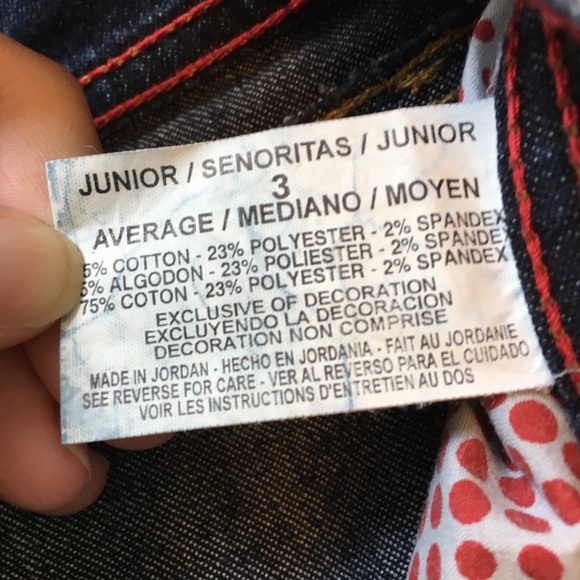 JUNIOR / SENORITAS / JUNIOR
3
AVERAGE / MEDIANO / MOYEN
5% COTTON - 23% POLYESTER - 2% SPANDEX
5% ALGODON - 23% POLIESTER - 2% SPANDEX
75% COTON - 23% POLYESTER - 2% SPANDEX
EXCLUSIVE OF DECORATION
EXCLUYENDO LA DECORACION
DECORATION NON COMPRISE
MADE IN JORDAN - HECHO EN JORDANIA - FAIT AU JORDANIE
SEE REVERSE FOR CARE - VER AL REVERSO PARA EL CUIDADO
VOIR LES INSTRUCTIONS D'ENTRETIEN AU DOS